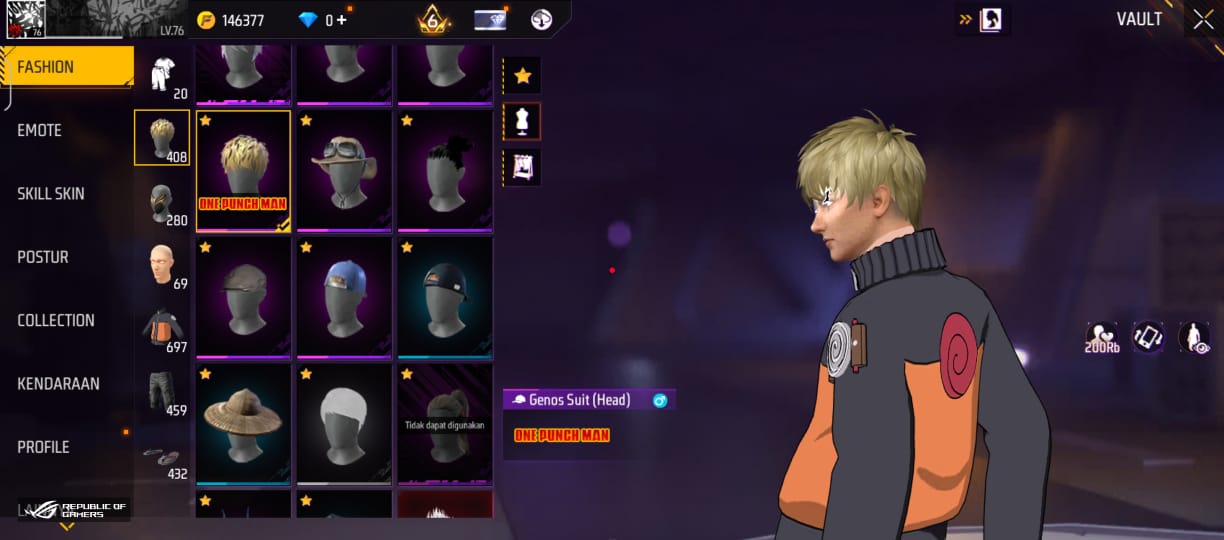 76
LV.76
146377
0 +
6
VAULT
FASHION
20
EMOTE
408
ONE PUNCH MAN
SKILL SKIN
280
POSTUR
69
COLLECTION
697
200Rb
KENDARAAN
459
Genos Suit (Head)
Tidak dapat digunakan
ONE PUNCH MAN
PROFILE
432
REPUBLIC OF
GAMERS